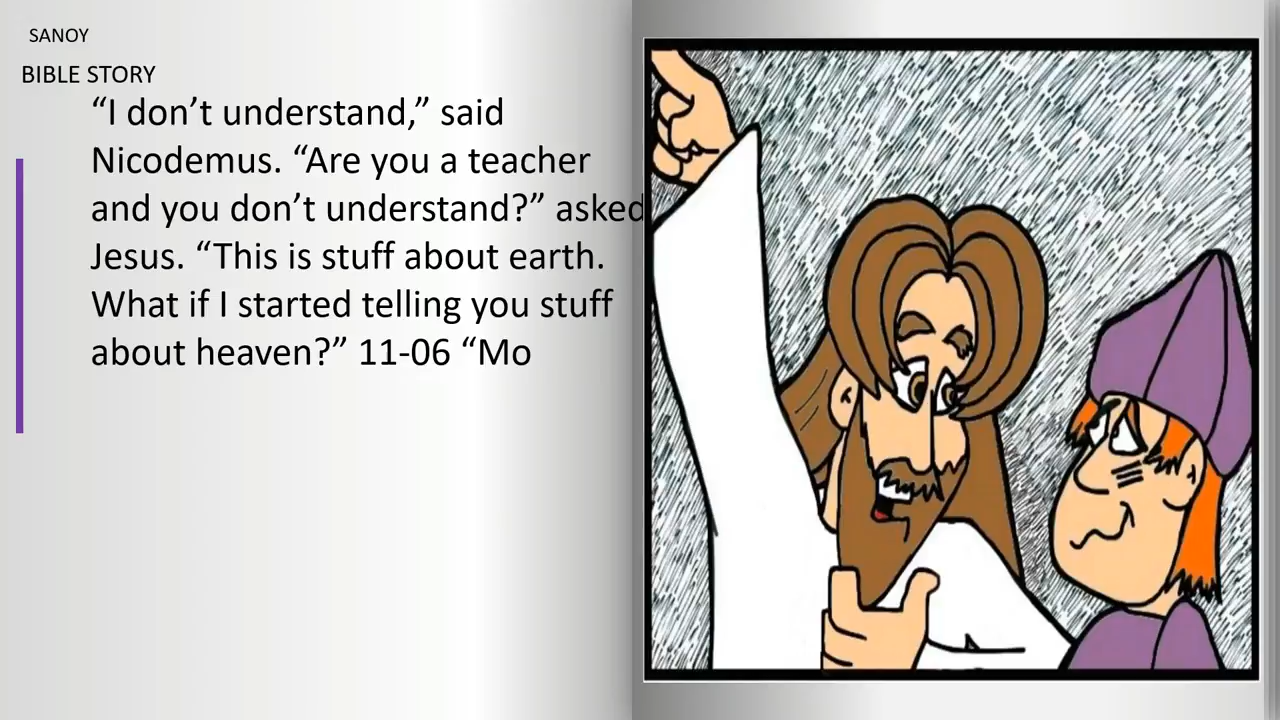 SANOY
BIBLE STORY
“I don’t understand,” said
Nicodemus. “Are you a teacher
and you don’t understand?” asked
Jesus. “This is stuff about earth.
What if I started telling you stuff
about heaven?” 11-06 “Mo